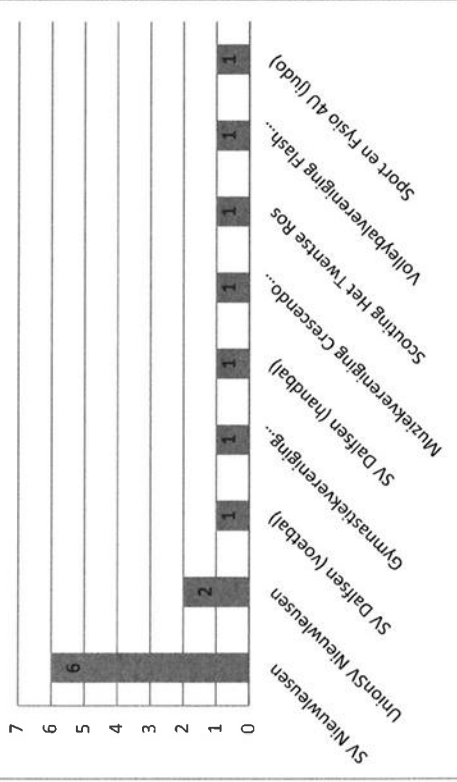 7
6
5
4
3
2
1
0
6
2
1
1
1
1
1
1
1
SV Nieuwleusen
UnionSV Nieuwleusen
SV Dalfsen (voetbal)
Gymnastiekvereniging...
SV Dalfsen (handbal)
Muziekvereniging Crescendo...
Scouting Het Twentse Ros
Volleybalvereniging Flash...
Sport en Fysio 4U (judo)